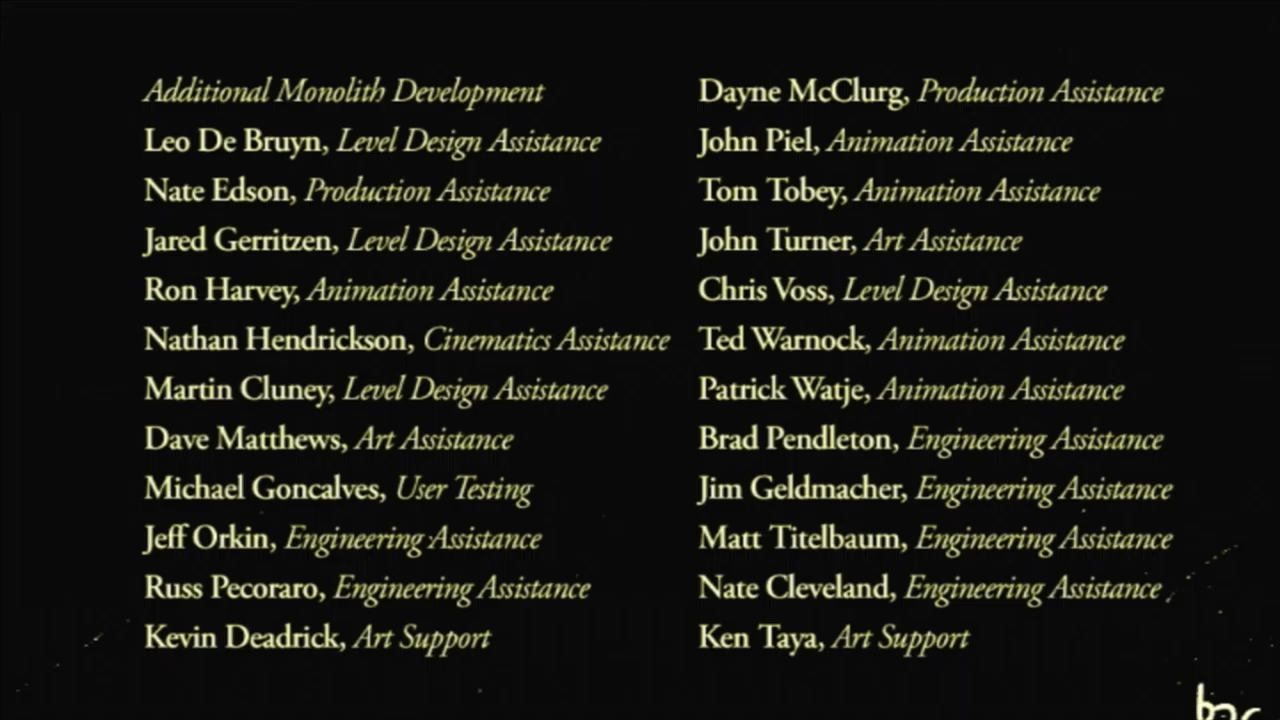 Additional Monolith Development
Leo De Bruyn, Level Design Assistance
Nate Edson, Production Assistance
Jared Gerritzen, Level Design Assistance
Ron Harvey, Animation Assistance
Nathan Hendrickson, Cinematics Assistance
Martin Cluney, Level Design Assistance
Dave Matthews, Art Assistance
Michael Goncalves, User Testing
Jeff Orkin, Engineering Assistance
Russ Pecoraro, Engineering Assistance
Kevin Deadrick, Art Support
Dayne McClurg, Production Assistance
John Piel, Animation Assistance
Tom Tobey, Animation Assistance
John Turner, Art Assistance
Chris Voss, Level Design Assistance
Ted Warnock, Animation Assistance
Patrick Watje, Animation Assistance
Brad Pendleton, Engineering Assistance
Jim Geldmacher, Engineering Assistance
Matt Titelbaum, Engineering Assistance
Nate Cleveland, Engineering Assistance
Ken Taya, Art Support